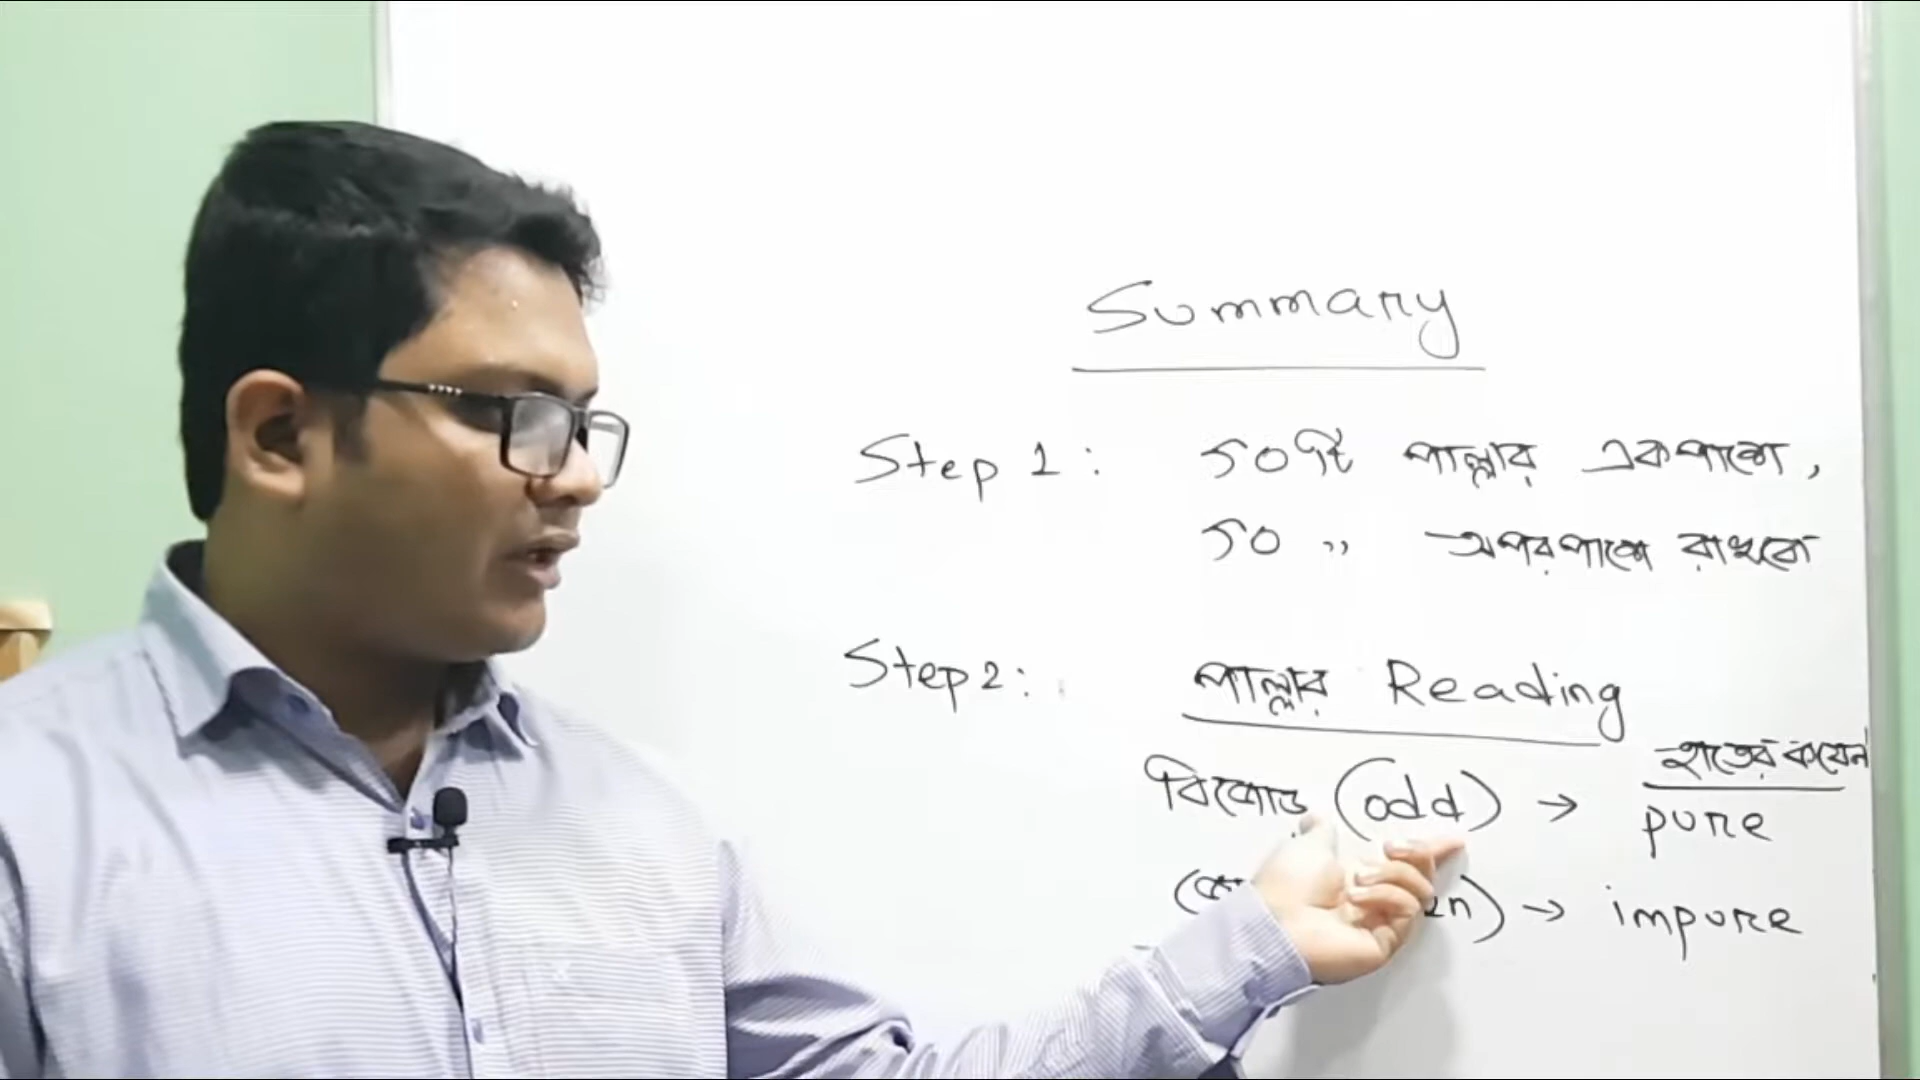 Summary
Step 1: ৫০টি পাল্লার একপাশে,
৫০ ,, অপরপাশে রাখবো
Step 2: পাল্লার Reading
হাতের কয়েন
বিজোড় (odd) → pure
→ impure